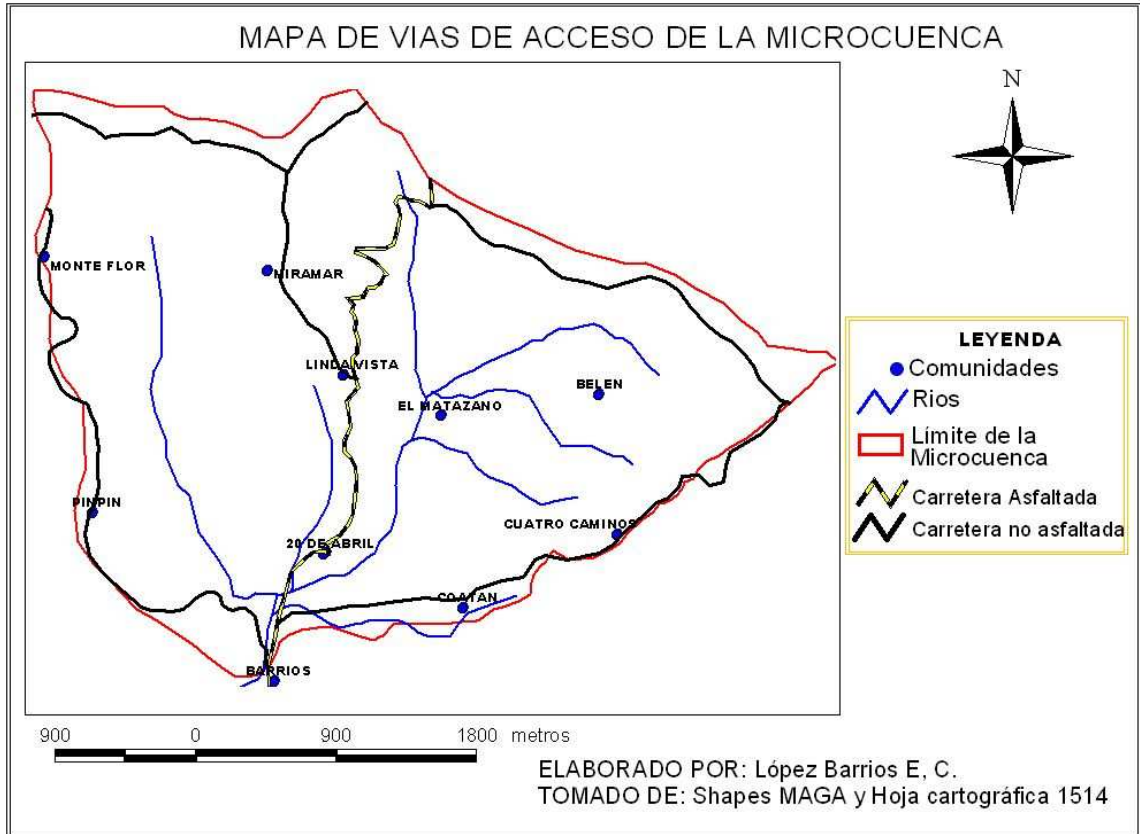 MAPA DE VIAS DE ACCESO DE LA MICROCUENCA
N
MONTE FLOR
MIRAMAR
LINDA VISTA
BELEN
EL MATAZANO
PINPIN
CUATRO CAMINOS
20 DE ABRIL
COATAN
BARRIOS
LEYENDA
Comunidades
Rios
Límite de la
Microcuenca
Carretera Asfaltada
Carretera no asfaltada
900 0 900 1800 metros
ELABORADO POR: López Barrios E, C.
TOMADO DE: Shapes MAGA y Hoja cartográfica 1514